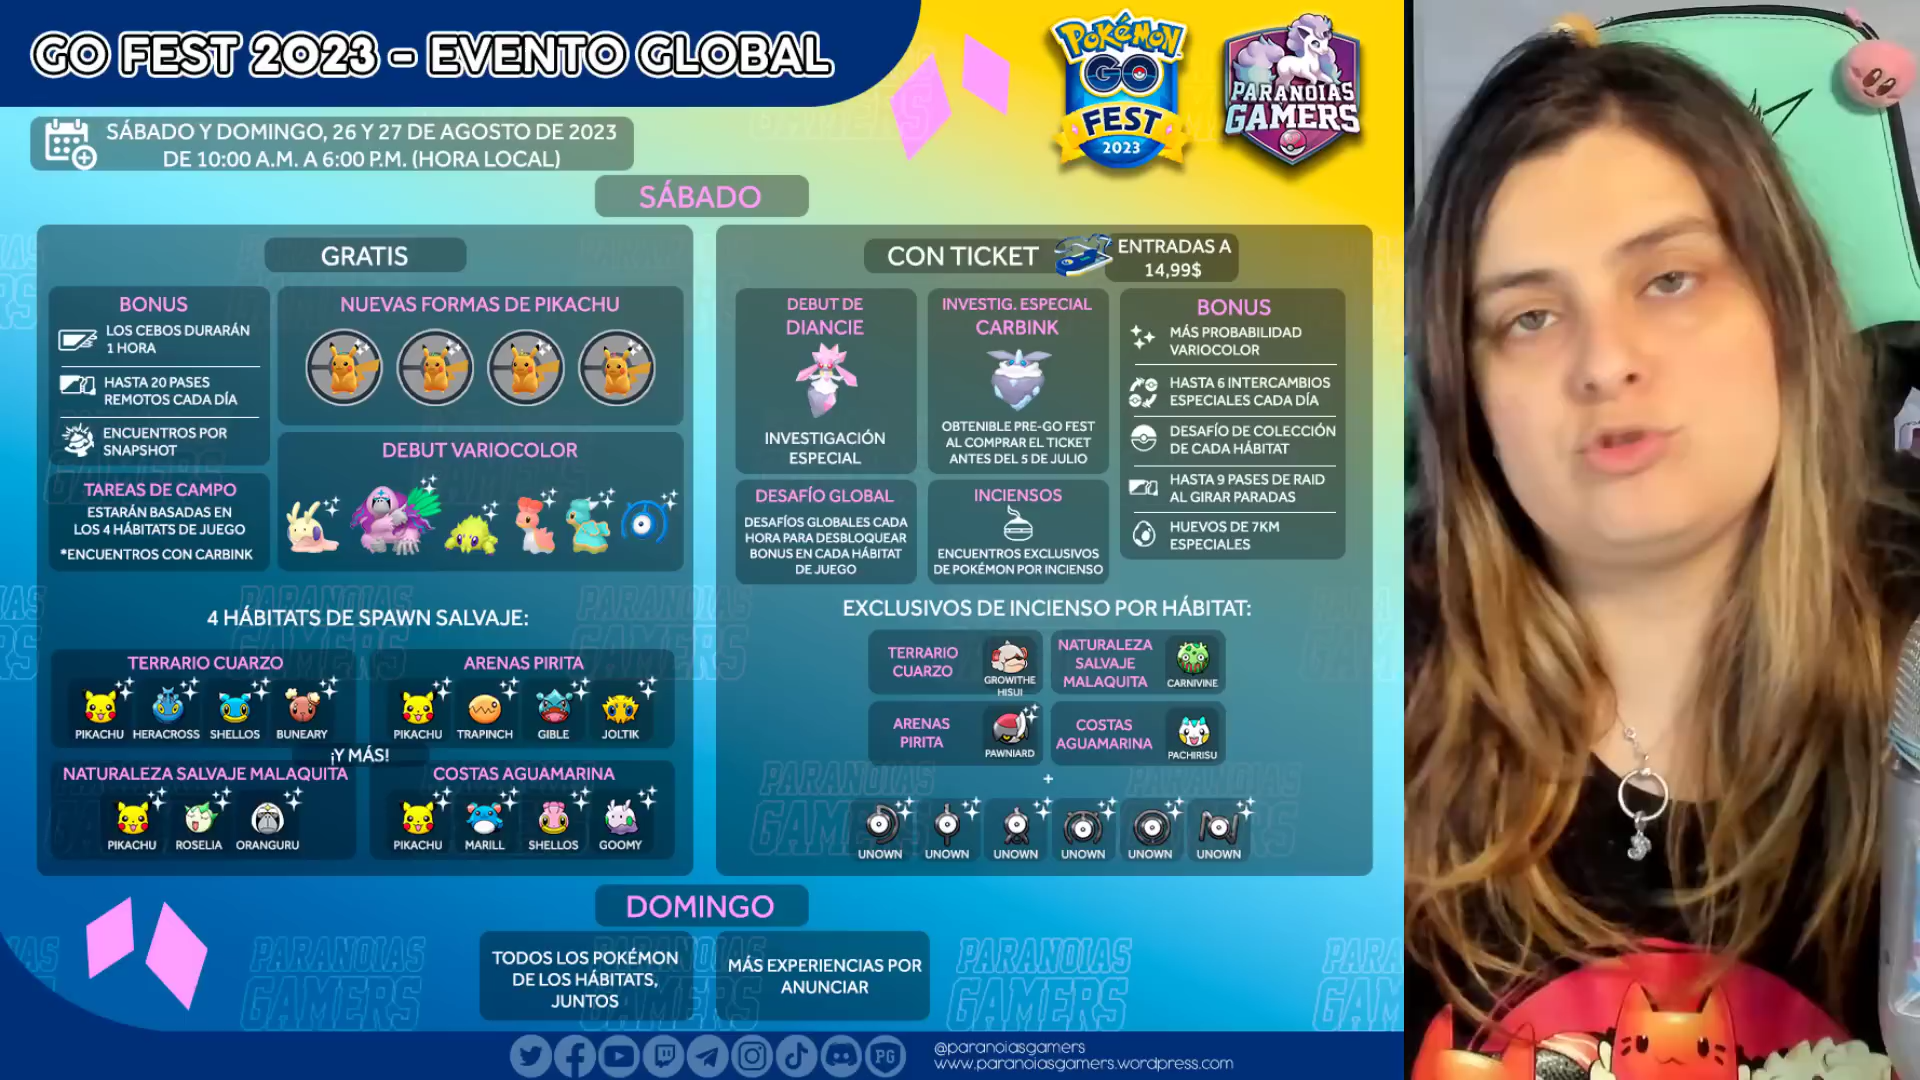 GO FEST 2023 - EVENTO GLOBAL
Pokémon
GO
FEST
2023
PARANOIAS
GAMERS
SÁBADO Y DOMINGO, 26 Y 27 DE AGOSTO DE 2023
DE 10:00 A.M. A 6:00 P.M. (HORA LOCAL)
SÁBADO
GRATIS
BONUS
LOS CEBOS DURARÁN
1 HORA
HASTA 20 PASES
REMOTOS CADA DÍA
ENCUENTROS POR
SNAPSHOT
NUEVAS FORMAS DE PIKACHU
DEBUT VARIOCOLOR
TAREAS DE CAMPO
ESTARÁN BASADAS EN
LOS 4 HÁBITATS DE JUEGO
*ENCUENTROS CON CARBINK
4 HÁBITATS DE SPAWN SALVAJE:
TERRARIO CUARZO
PIKACHU HERACROSS SHELLOS BUNEARY
ARENAS PIRITA
PIKACHU TRAPINCH GIBLE JOLTIK
¡Y MÁS!
NATURALEZA SALVAJE MALAQUITA
PIKACHU ROSELIA ORANGURU
COSTAS AGUAMARINA
PIKACHU MARILL SHELLOS GOOMY
CON TICKET
ENTRADAS A
14,99$
DEBUT DE
DIANCIE
INVESTIGACIÓN
ESPECIAL
INVESTIG. ESPECIAL
CARBINK
OBTENIBLE PRE-GO FEST
AL COMPRAR EL TICKET
ANTES DEL 5 DE JULIO
BONUS
MÁS PROBABILIDAD
VARIOCOLOR
HASTA 6 INTERCAMBIOS
ESPECIALES CADA DÍA
DESAFÍO DE COLECCIÓN
DE CADA HÁBITAT
HASTA 9 PASES DE RAID
AL GIRAR PARADAS
HUEVOS DE 7KM
ESPECIALES
DESAFÍO GLOBAL
DESAFÍOS GLOBALES CADA
HORA PARA DESBLOQUEAR
BONUS EN CADA HÁBITAT
DE JUEGO
INCIENSOS
ENCUENTROS EXCLUSIVOS
DE POKÉMON POR INCIENSO
EXCLUSIVOS DE INCIENSO POR HÁBITAT:
TERRARIO
CUARZO
GROWITHE
HISUI
NATURALEZA
SALVAJE
MALAQUITA
CARNIVINE
ARENAS
PIRITA
PAWNIARD
COSTAS
AGUAMARINA
PACHIRISU
+
UNOWN UNOWN UNOWN UNOWN UNOWN UNOWN
DOMINGO
TODOS LOS POKÉMON
DE LOS HÁBITATS,
JUNTOS
MÁS EXPERIENCIAS POR
ANUNCIAR
PARANOIAS
GAMERS
PARANOIAS
GAMERS
PG
@paranoiasgamers
www.paranoiasgamers.wordpress.com